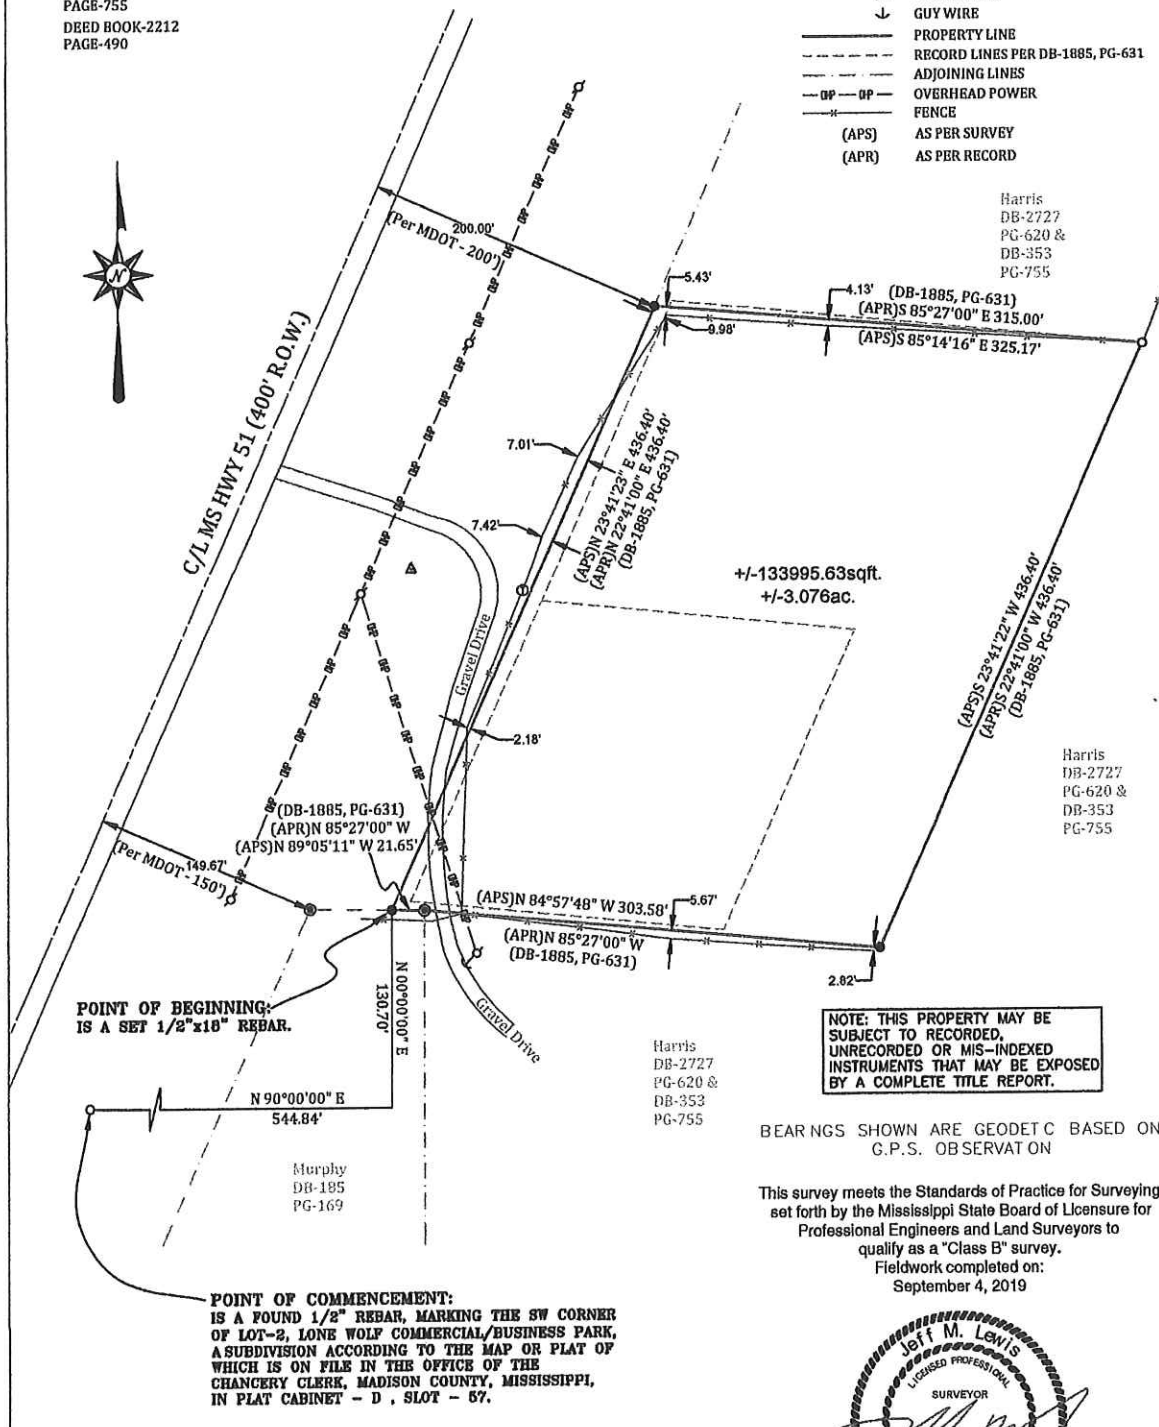 PAGE-755
DEED BOOK-2212
PAGE-490
GUY WIRE
PROPERTY LINE
RECORD LINES PER DB-1885, PG-631
ADJOINING LINES
OHP OHP OVERHEAD POWER
FENCE
(APS) AS PER SURVEY
(APR) AS PER RECORD
Harris
DB-2727
PG-620 &
DB-353
PG-755
N
200.00'
(Per MDOT - 200')
5.43'
4.13'
(DB-1885, PG-631)
(APR)S 85°27'00" E 315.00'
(APS)S 85°14'16" E 325.17'
9.98'
C/L MS HWY 51 (400' R.O.W.)
7.01'
7.42'
(APS)N 23°41'23" E 436.40'
(APR)N 22°41'00" E 436.40'
(DB-1885, PG-631)
+/-133995.63sqft.
+/-3.076ac.
(APS)S 23°41'22" W 436.40'
(APR)S 22°41'00" W 436.40'
(DB-1885, PG-631)
Gravel Drive
2.18'
Harris
DB-2727
PG-620 &
DB-353
PG-755
(DB-1885, PG-631)
(APR)N 85°27'00" W
(APS)N 89°05'11" W 21.65'
149.67'
(Per MDOT - 150')
(APS)N 84°57'48" W 303.58'
5.67'
(APR)N 85°27'00" W
(DB-1885, PG-631)
2.82'
POINT OF BEGINNING:
IS A SET 1/2"x18" REBAR.
N 00°00'00" E
130.70'
Gravel Drive
N 90°00'00" E
544.84'
Harris
DB-2727
PG-620 &
DB-353
PG-755
NOTE: THIS PROPERTY MAY BE
SUBJECT TO RECORDED,
UNRECORDED OR MIS-INDEXED
INSTRUMENTS THAT MAY BE EXPOSED
BY A COMPLETE TITLE REPORT.
BEAR NGS SHOWN ARE GEODET C BASED ON
G.P.S. OBSERVAT ON
Murphy
DB-185
PG-169
This survey meets the Standards of Practice for Surveying
set forth by the Mississippi State Board of Licensure for
Professional Engineers and Land Surveyors to
qualify as a "Class B" survey.
Fieldwork completed on:
September 4, 2019
POINT OF COMMENCEMENT:
IS A FOUND 1/2" REBAR, MARKING THE SW CORNER
OF LOT-2, LONE WOLF COMMERCIAL/BUSINESS PARK,
A SUBDIVISION ACCORDING TO THE MAP OR PLAT OF
WHICH IS ON FILE IN THE OFFICE OF THE
CHANCERY CLERK, MADISON COUNTY, MISSISSIPPI,
IN PLAT CABINET - D , SLOT - 57.
Jeff M. Lewis
LICENSED PROFESSIONAL
SURVEYOR